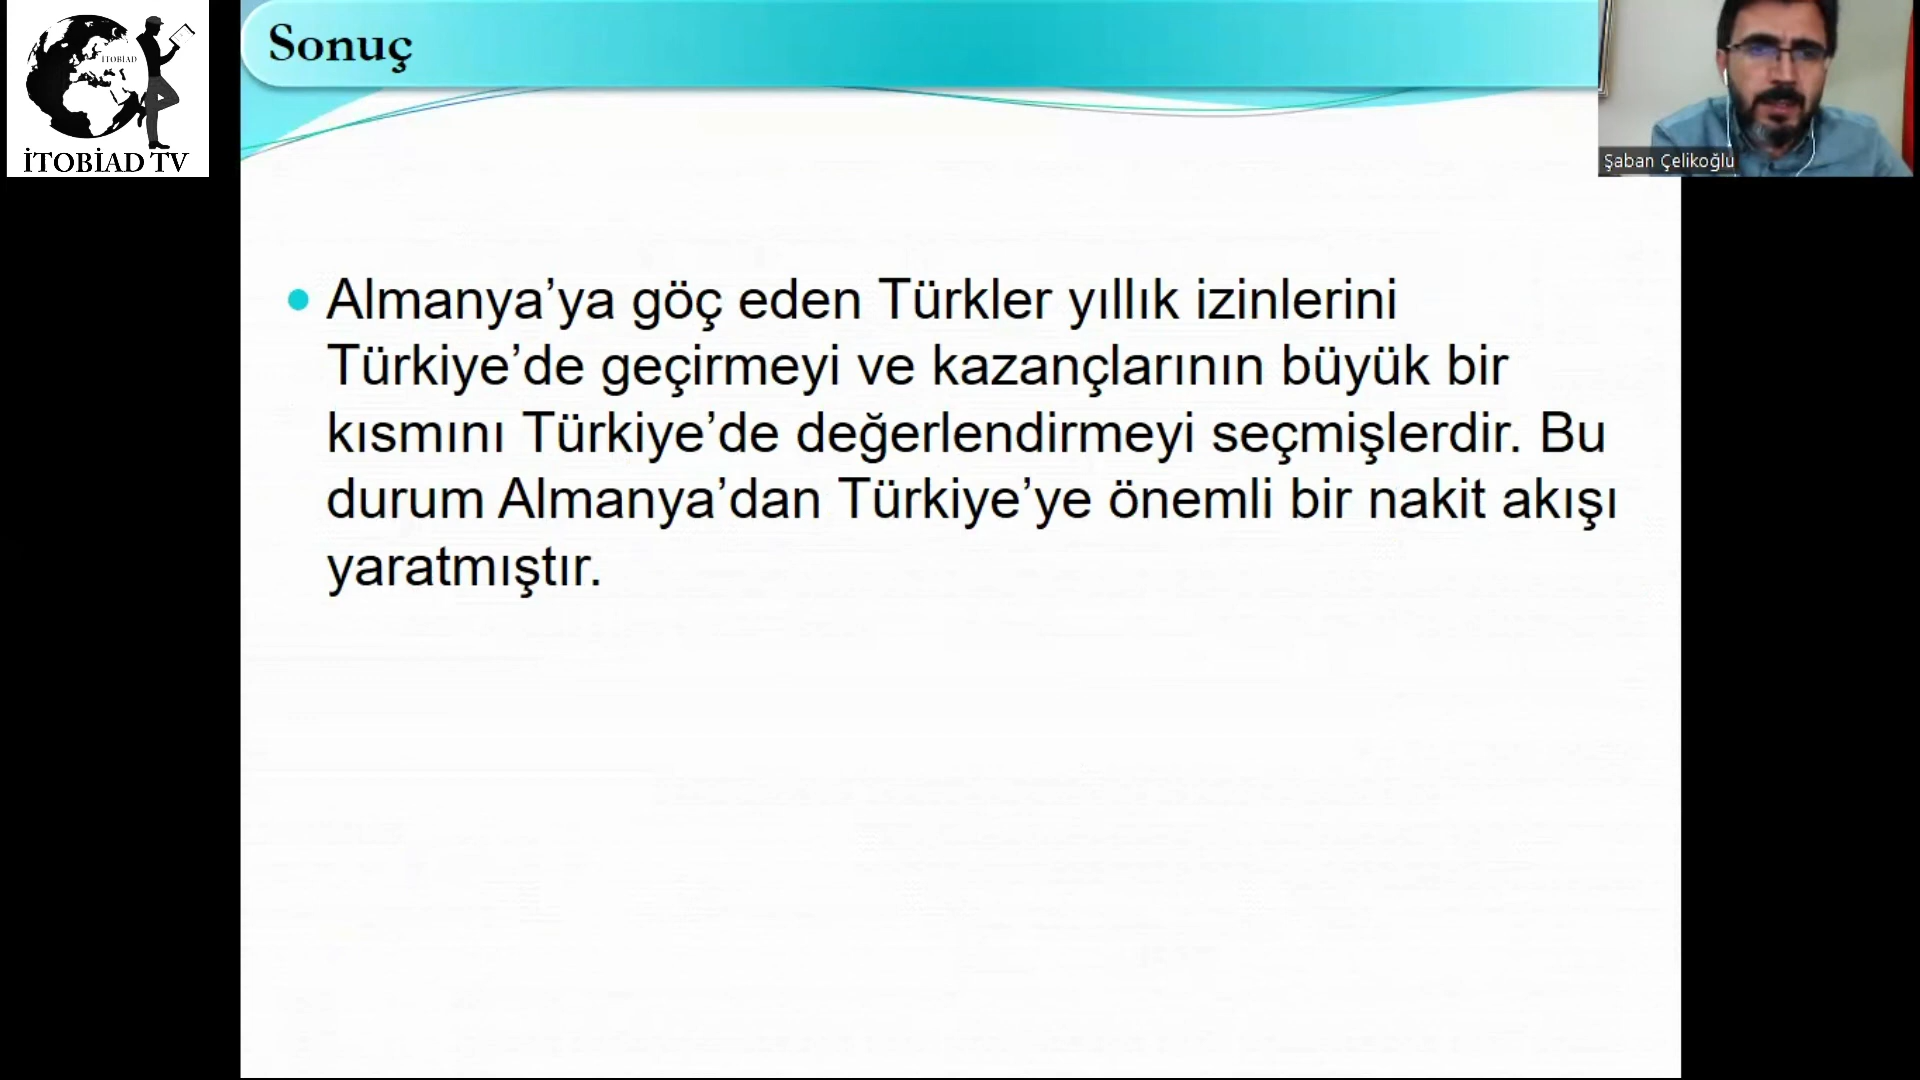 İTOBİAD
İTOBİAD TV
Sonuç
Şaban Çelikoğlu
Almanya’ya göç eden Türkler yıllık izinlerini
Türkiye’de geçirmeyi ve kazançlarının büyük bir
kısmını Türkiye’de değerlendirmeyi seçmişlerdir. Bu
durum Almanya’dan Türkiye’ye önemli bir nakit akışı
yaratmıştır.